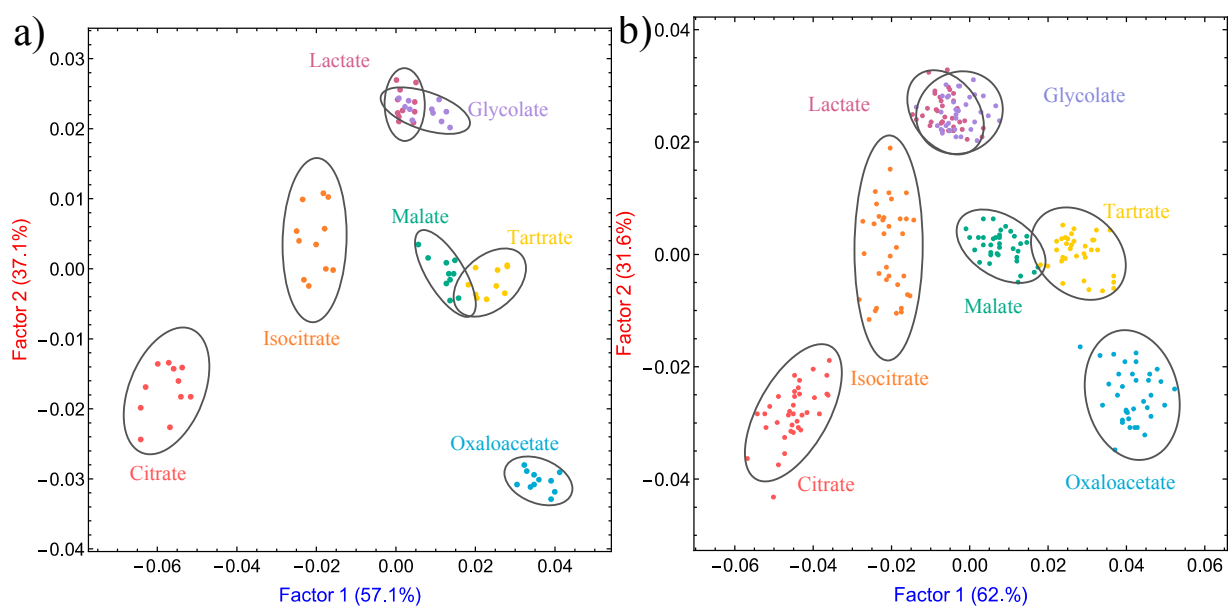 a)
Lactate
Glycolate
Malate
Tartrate
Isocitrate
Citrate
Oxaloacetate
0.03
0.02
0.01
0.00
−0.01
−0.02
−0.03
−0.04
−0.06
−0.04
−0.02
0.00
0.02
0.04
Factor 2 (37.1%)
Factor 1 (57.1%)
b)
Lactate
Glycolate
Tartrate
Malate
Isocitrate
Citrate
Oxaloacetate
0.04
0.02
0.00
−0.02
−0.04
−0.06
−0.04
−0.02
0.00
0.02
0.04
0.06
Factor 2 (31.6%)
Factor 1 (62.%)